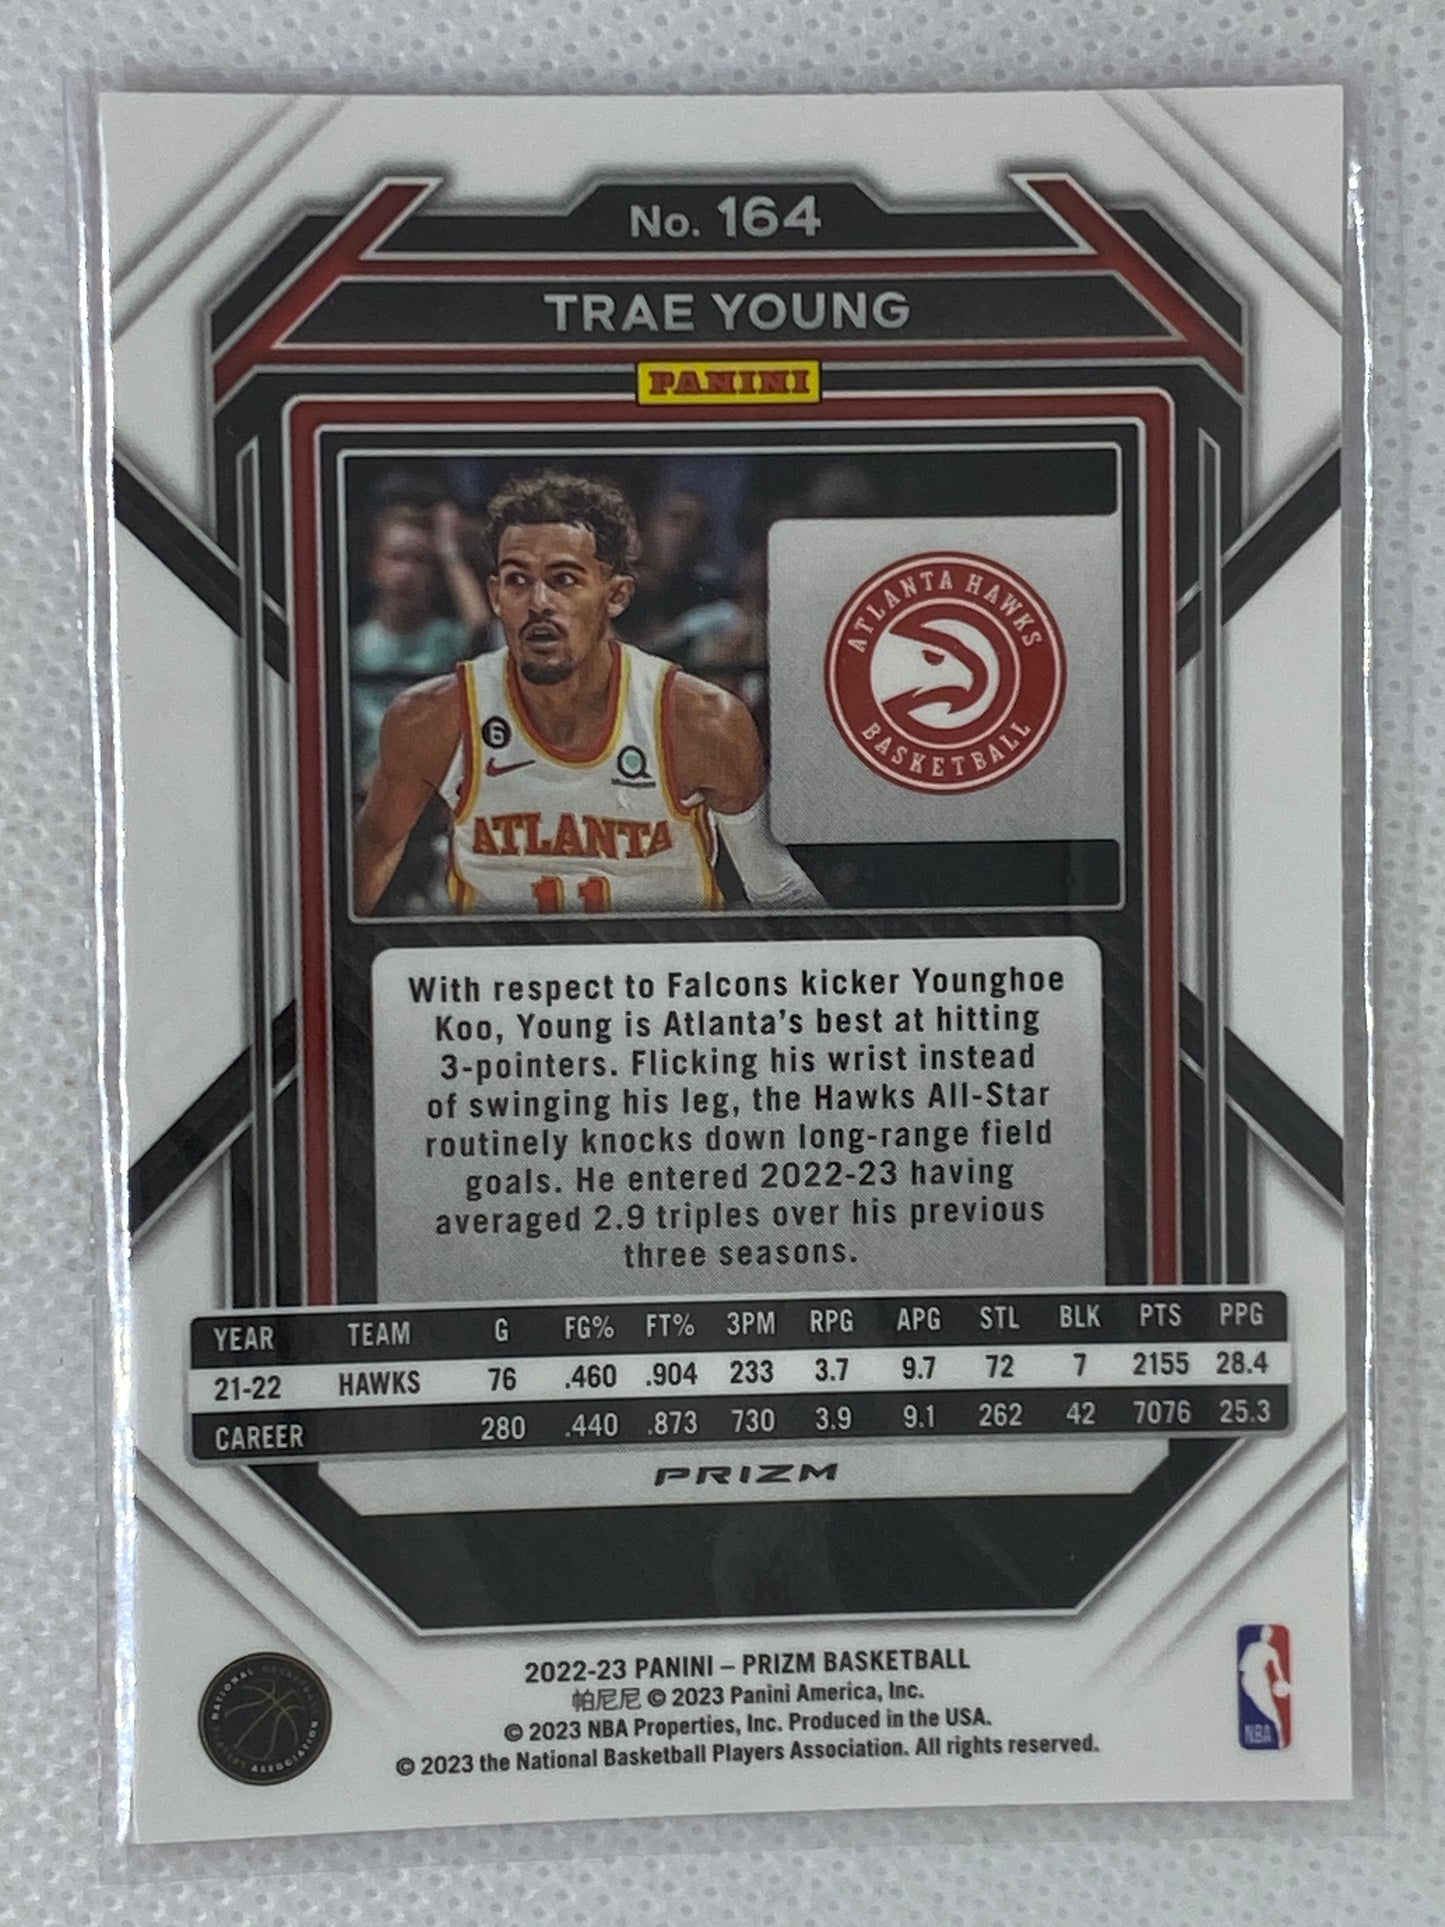 No. 164
TRAE YOUNG
PANINI
ATLANTA HAWKS
BASKETBALL
6
ATLANTA
11
With respect to Falcons kicker Younghoe
Koo, Young is Atlanta's best at hitting
3-pointers. Flicking his wrist instead
of swinging his leg, the Hawks All-Star
routinely knocks down long-range field
goals. He entered 2022-23 having
averaged 2.9 triples over his previous
three seasons.
YEAR TEAM G FG% FT% 3PM RPG APG STL BLK PTS PPG
21-22 HAWKS 76 .460 .904 233 3.7 9.7 72 7 2155 28.4
CAREER 280 .440 .873 730 3.9 9.1 262 42 7076 25.3
PRIZM
2022-23 PANINI – PRIZM BASKETBALL
帕尼尼 © 2023 Panini America, Inc.
© 2023 NBA Properties, Inc. Produced in the USA.
© 2023 the National Basketball Players Association. All rights reserved.
NATIONAL BASKETBALL
PLAYERS ASSOCIATION
NBA